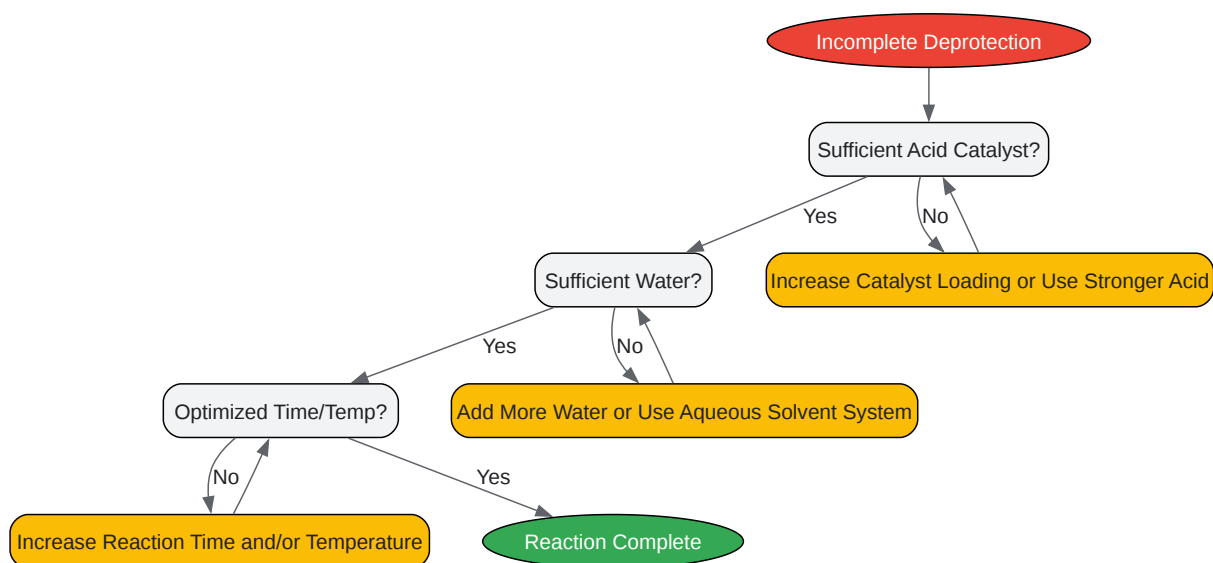 Incomplete Deprotection
Sufficient Acid Catalyst?
Yes
No
Sufficient Water?
Increase Catalyst Loading or Use Stronger Acid
Yes
No
Optimized Time/Temp?
Add More Water or Use Aqueous Solvent System
No
Yes
Increase Reaction Time and/or Temperature
Reaction Complete